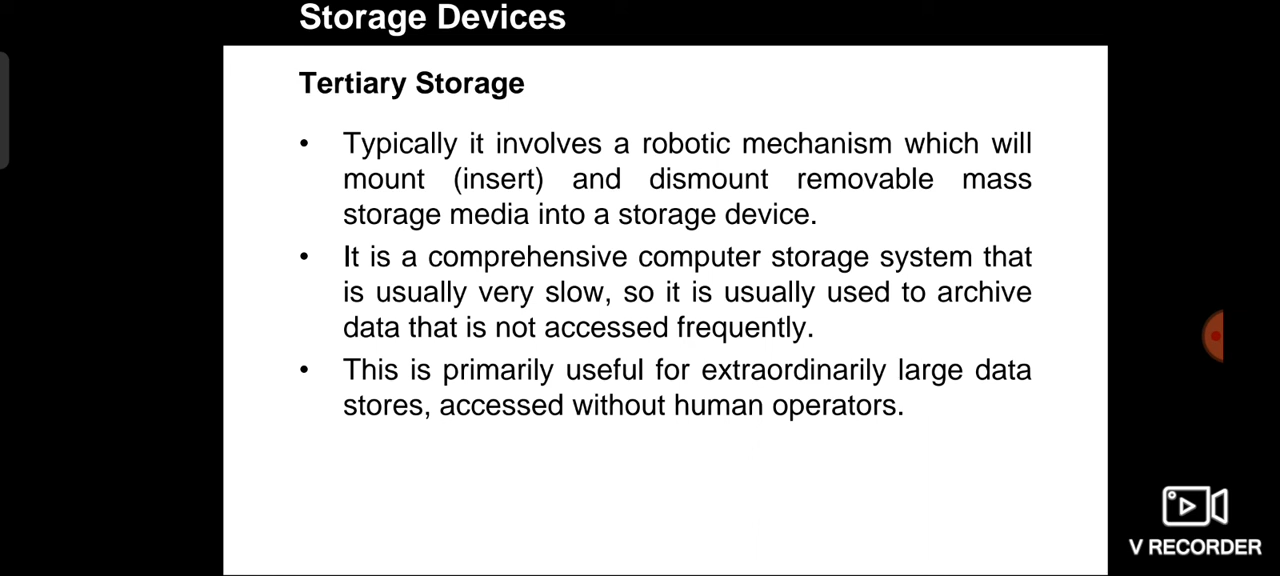 Storage Devices
Tertiary Storage
• Typically it involves a robotic mechanism which will
mount (insert) and dismount removable mass
storage media into a storage device.
• It is a comprehensive computer storage system that
is usually very slow, so it is usually used to archive
data that is not accessed frequently.
• This is primarily useful for extraordinarily large data
stores, accessed without human operators.
V RECORDER